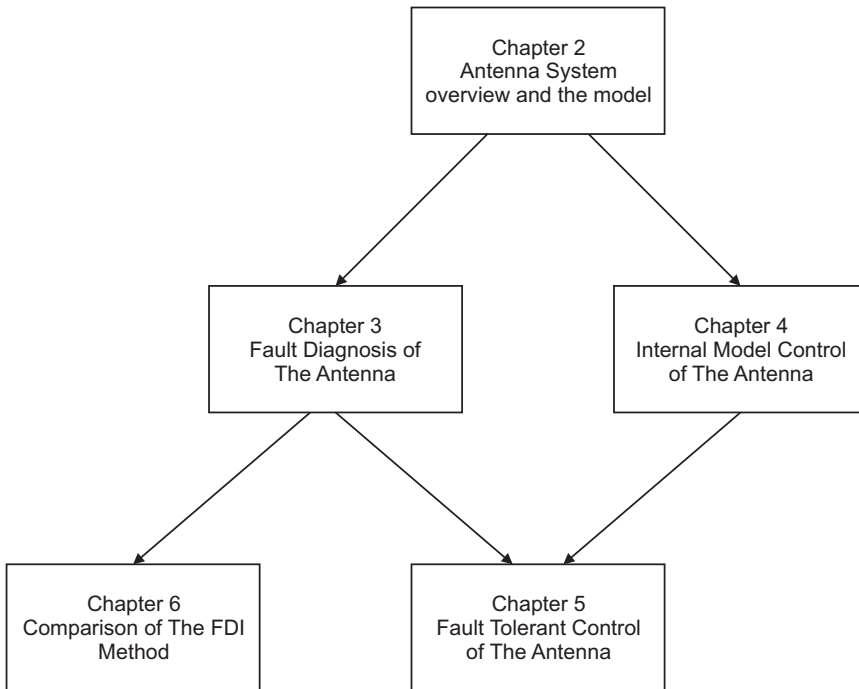 Chapter 2
Antenna System
overview and the model
Chapter 3
Fault Diagnosis of
The Antenna
Chapter 4
Internal Model Control
of The Antenna
Chapter 6
Comparison of The FDI
Method
Chapter 5
Fault Tolerant Control
of The Antenna